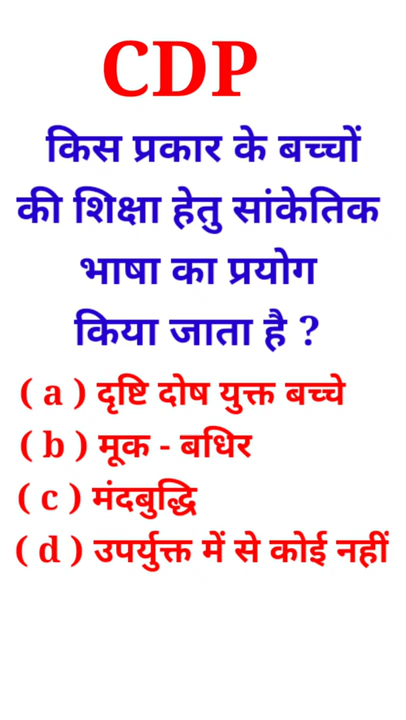 CDP
किस प्रकार के बच्चों
की शिक्षा हेतु सांकेतिक
भाषा का प्रयोग
किया जाता है ?
( a ) दृष्टि दोष युक्त बच्चे
( b ) मूक - बधिर
( c ) मंदबुद्धि
( d ) उपर्युक्त में से कोई नहीं